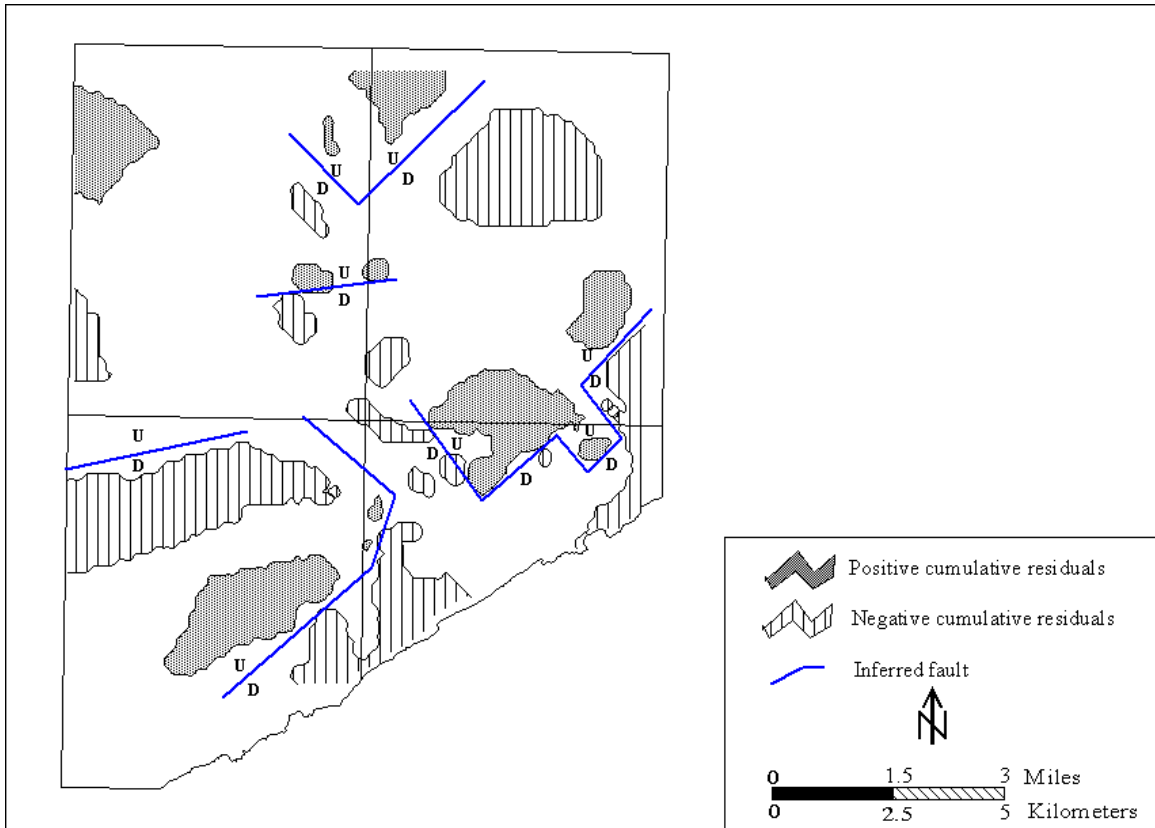 U
U
U
D
D
U
D
U
D
U
U
U
D
D
D
D
U
D
Positive cumulative residuals
Negative cumulative residuals
Inferred fault
N
0 1.5 3 Miles
0 2.5 5 Kilometers